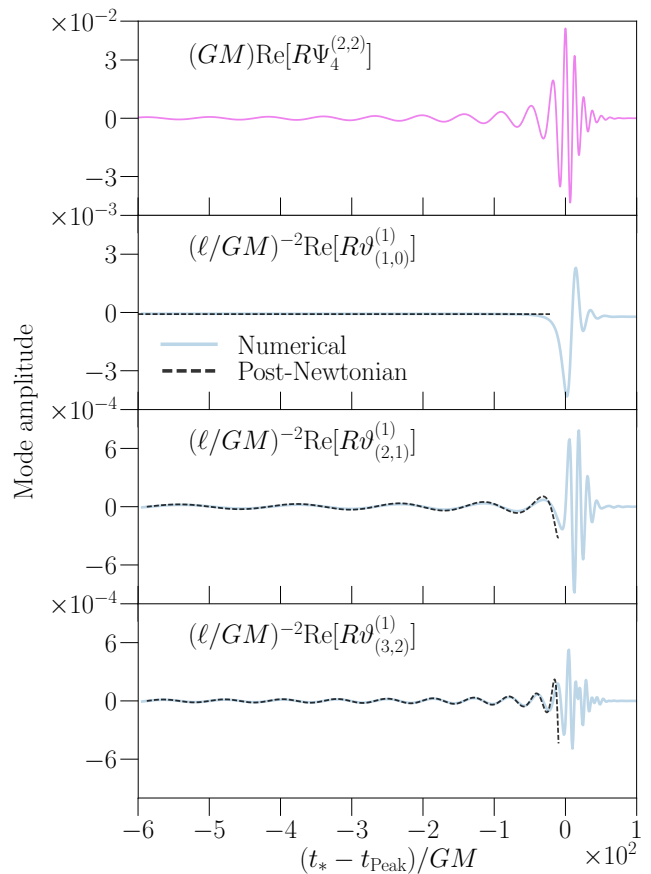 ×10⁻²
(GM)Re[RΨ₄^(2,2)]
3
0
−3
×10⁻³
(ℓ/GM)⁻²Re[Rϑ^(1)_(1,0)]
3
0
Numerical
Post-Newtonian
−3
×10⁻⁴
(ℓ/GM)⁻²Re[Rϑ^(1)_(2,1)]
6
0
−6
×10⁻⁴
(ℓ/GM)⁻²Re[Rϑ^(1)_(3,2)]
6
0
−6
Mode amplitude
−6 −5 −4 −3 −2 −1 0 1
(t_* − t_Peak)/GM
×10²